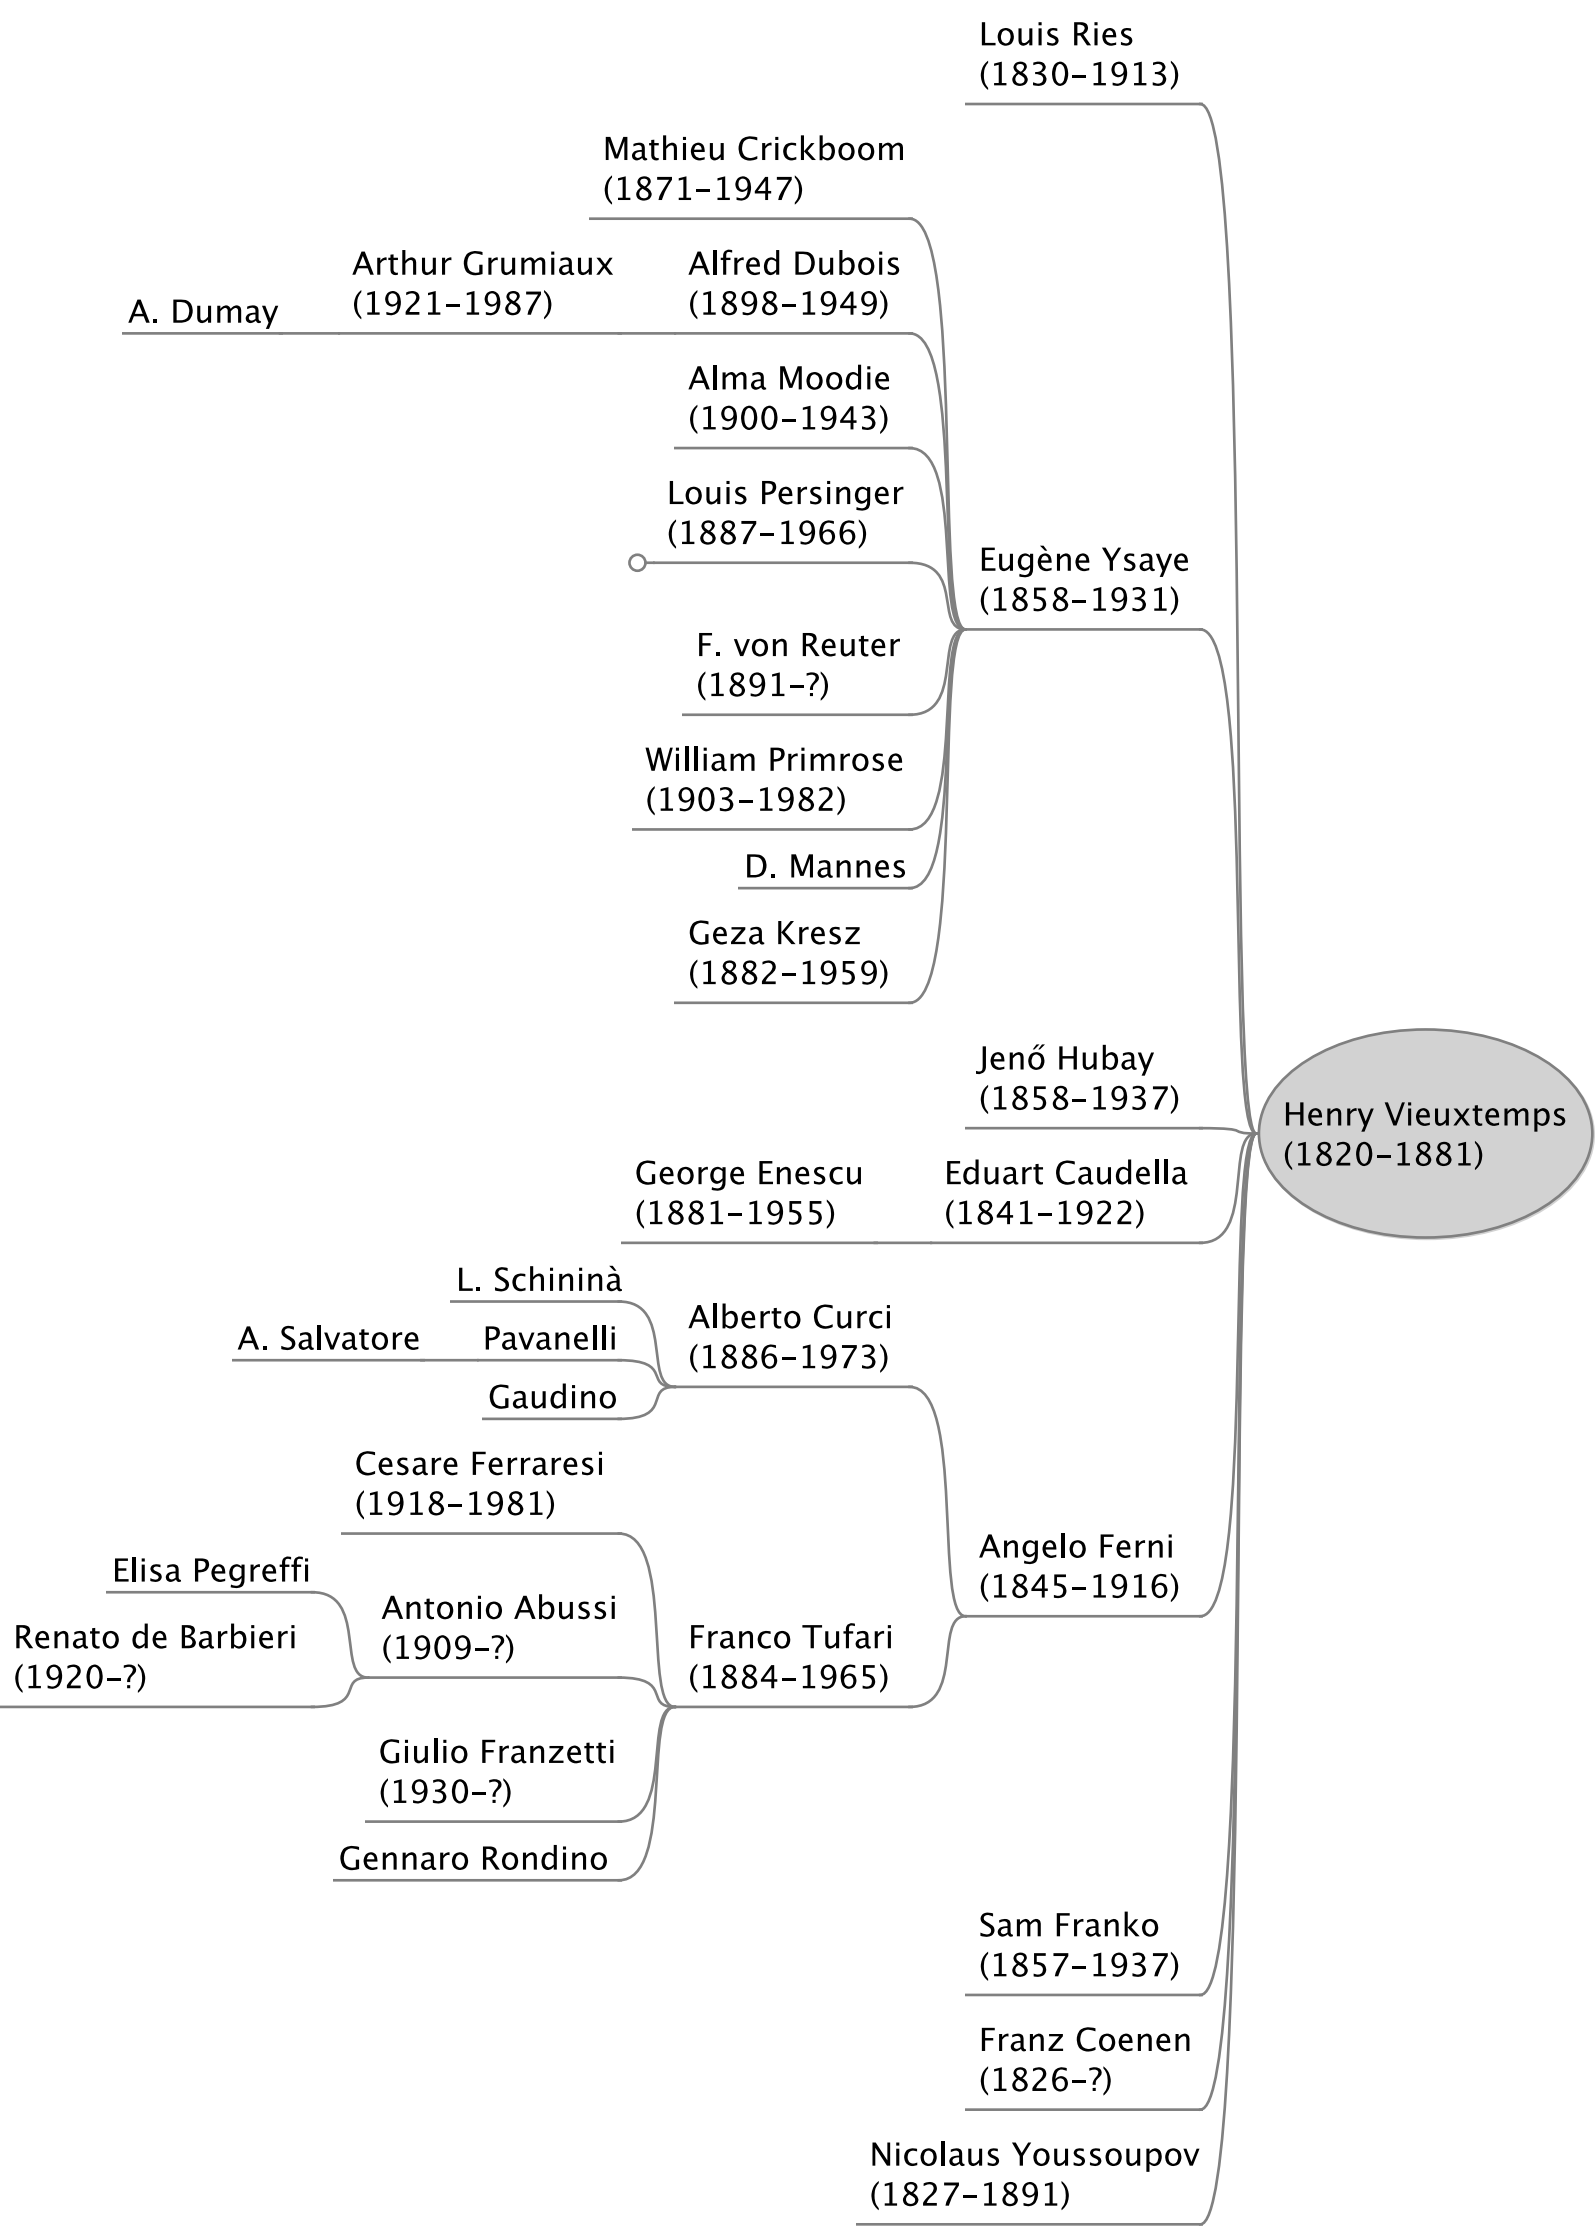 Louis Ries
(1830–1913)
Mathieu Crickboom
(1871–1947)
Arthur Grumiaux
(1921–1987)
Alfred Dubois
(1898–1949)
A. Dumay
Alma Moodie
(1900–1943)
Louis Persinger
(1887–1966)
Eugène Ysaye
(1858–1931)
F. von Reuter
(1891–?)
William Primrose
(1903–1982)
D. Mannes
Geza Kresz
(1882–1959)
Jenő Hubay
(1858–1937)
Henry Vieuxtemps
(1820–1881)
George Enescu
(1881–1955)
Eduart Caudella
(1841–1922)
L. Schininà
Alberto Curci
(1886–1973)
A. Salvatore
Pavanelli
Gaudino
Cesare Ferraresi
(1918–1981)
Angelo Ferni
(1845–1916)
Elisa Pegreffi
Antonio Abussi
(1909–?)
Renato de Barbieri
(1920–?)
Franco Tufari
(1884–1965)
Giulio Franzetti
(1930–?)
Gennaro Rondino
Sam Franko
(1857–1937)
Franz Coenen
(1826–?)
Nicolaus Youssoupov
(1827–1891)